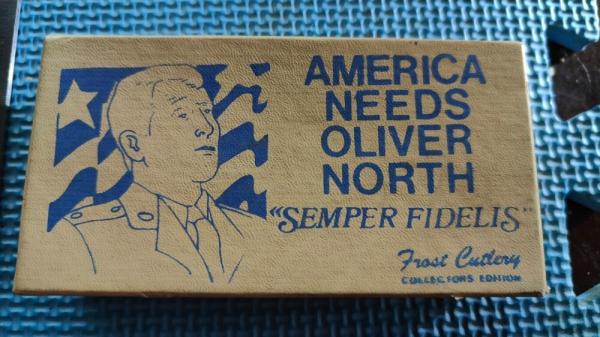 AMERICA
NEEDS
OLIVER
NORTH
"SEMPER FIDELIS"
Frost Cutlery
COLLECTORS EDITION